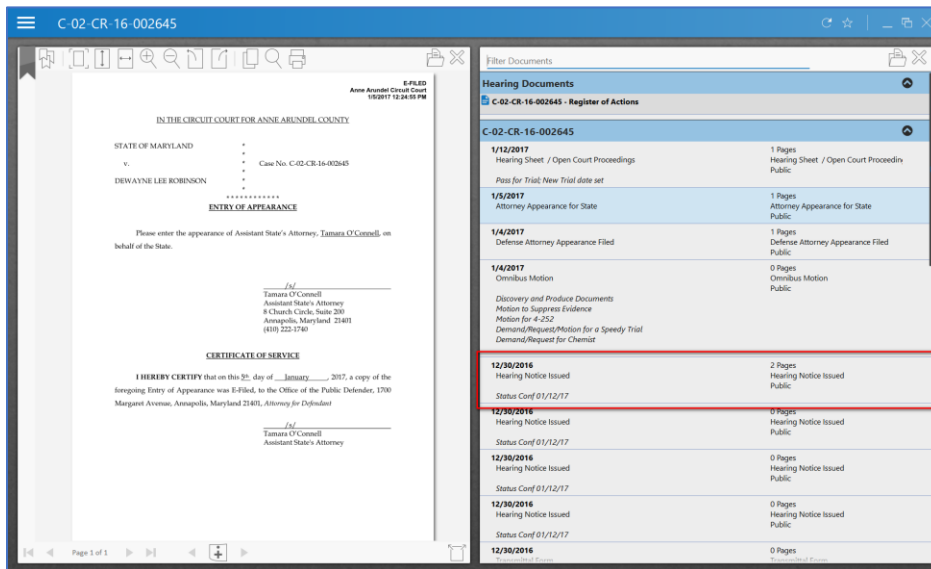 C-02-CR-16-002645
E-FILED
Anne Arundel Circuit Court
1/5/2017 12:24:55 PM
IN THE CIRCUIT COURT FOR ANNE ARUNDEL COUNTY
STATE OF MARYLAND *
*
v. * Case No. C-02-CR-16-002645
*
DEWAYNE LEE ROBINSON *
* * * * * * * * * * * *
ENTRY OF APPEARANCE
Please enter the appearance of Assistant State's Attorney, Tamara O'Connell, on
behalf of the State.
/s/
Tamara O'Connell
Assistant State's Attorney
8 Church Circle, Suite 200
Annapolis, Maryland 21401
(410) 222-1740
CERTIFICATE OF SERVICE
I HEREBY CERTIFY that on this 5th day of January, 2017, a copy of the
foregoing Entry of Appearance was E-Filed, to the Office of the Public Defender, 1700
Margaret Avenue, Annapolis, Maryland 21401, Attorney for Defendant)
/s/
Tamara O'Connell
Assistant State's Attorney
Page 1 of 1
Filter Documents
Hearing Documents
C-02-CR-16-002645 - Register of Actions
C-02-CR-16-002645
1/12/2017 1 Pages
Hearing Sheet / Open Court Proceedings Hearing Sheet / Open Court Proceedin
Public
Pass for Trial; New Trial date set
1/5/2017 1 Pages
Attorney Appearance for State Attorney Appearance for State
Public
1/4/2017 1 Pages
Defense Attorney Appearance Filed Defense Attorney Appearance Filed
Public
1/4/2017 0 Pages
Omnibus Motion Omnibus Motion
Public
Discovery and Produce Documents
Motion to Suppress Evidence
Motion for 4-252
Demand/Request/Motion for a Speedy Trial
Demand/Request for Chemist
12/30/2016 2 Pages
Hearing Notice Issued Hearing Notice Issued
Public
Status Conf 01/12/17
12/30/2016 0 Pages
Hearing Notice Issued Hearing Notice Issued
Public
Status Conf 01/12/17
12/30/2016 0 Pages
Hearing Notice Issued Hearing Notice Issued
Public
Status Conf 01/12/17
12/30/2016 0 Pages
Hearing Notice Issued Hearing Notice Issued
Public
Status Conf 01/12/17
12/30/2016 0 Pages
Transmittal Form Transmittal Form